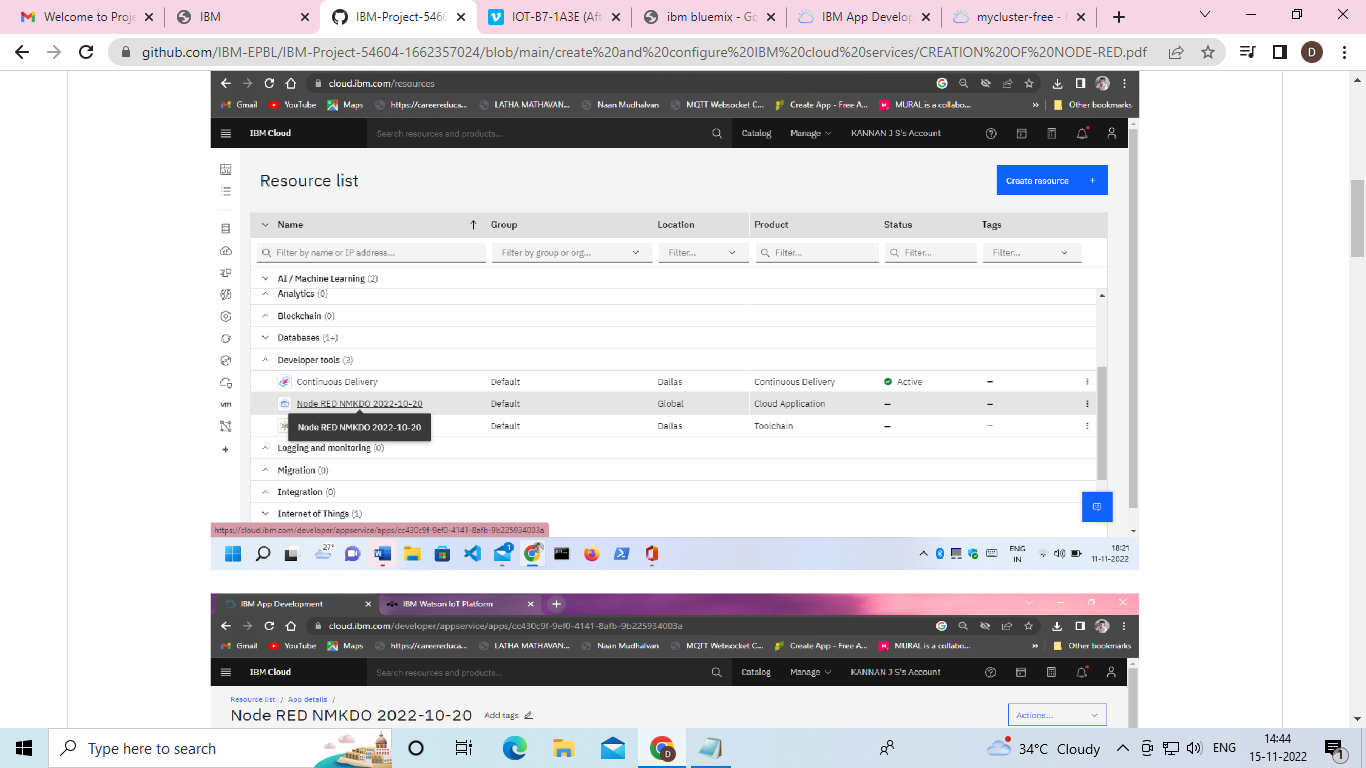 Welcome to Proje
IBM
IBM-Project-5460
IOT-B7-1A3E (Aft
ibm bluemix - Go
IBM App Develop
mycluster-free - I
github.com/IBM-EPBL/IBM-Project-54604-1662357024/blob/main/create%20and%20configure%20IBM%20cloud%20services/CREATION%20OF%20NODE-RED.pdf
D
cloud.ibm.com/resources
Gmail YouTube Maps https://careereduca... LATHA MATHAVAN... Naan Mudhalvan MQTT Websocket C... Create App - Free A... MURAL is a collabo... » Other bookmarks
IBM Cloud Search resources and products... Catalog Manage KANNAN J S's Account
Resource list
Create resource +
Name Group Location Product Status Tags
Filter by name or IP address... Filter by group or org... Filter... Filter... Filter... Filter...
AI / Machine Learning (2)
Analytics (0)
Blockchain (0)
Databases (1+)
Developer tools (3)
Continuous Delivery Default Dallas Continuous Delivery Active –
Node RED NMKDO 2022-10-20 Default Global Cloud Application – –
Node RED NMKDO 2022-10-20 Default Dallas Toolchain – –
vm
Logging and monitoring (0)
Migration (0)
Integration (0)
Internet of Things (1)
https://cloud.ibm.com/developer/appservice/apps/cc430c9f-9ef0-4141-8afb-9b225934003a
27°
1
ENG
IN
18:21
11-11-2022
IBM App Development IBM Watson IoT Platform
cloud.ibm.com/developer/appservice/apps/cc430c9f-9ef0-4141-8afb-9b225934003a
Gmail YouTube Maps https://careereduca... LATHA MATHAVAN... Naan Mudhalvan MQTT Websocket C... Create App - Free A... MURAL is a collabo... » Other bookmarks
IBM Cloud Search resources and products... Catalog Manage KANNAN J S's Account
Resource list / App details /
Node RED NMKDO 2022-10-20 Add tags
Actions...
Type here to search
D
34°C Cloudy
ENG
14:44
15-11-2022
1